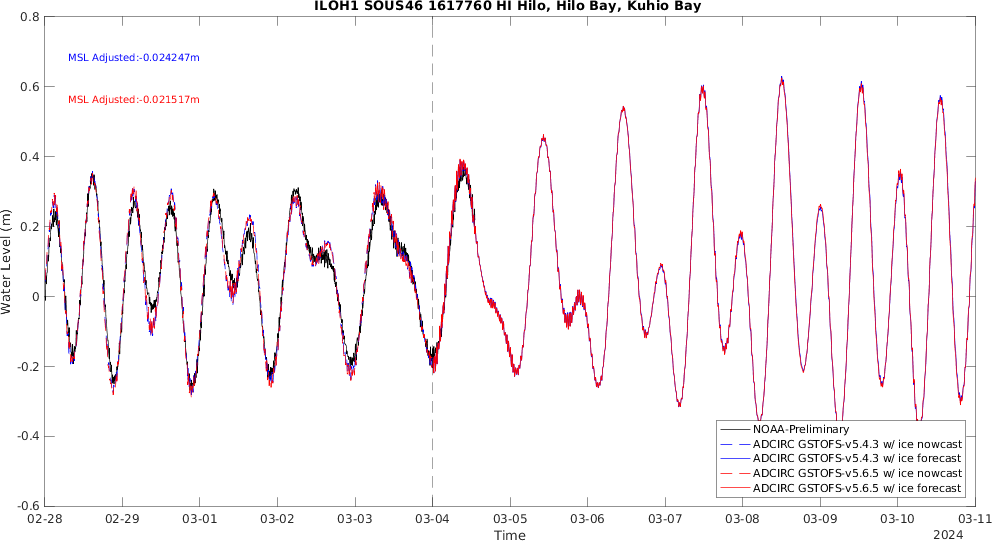 ILOH1 SOUS46 1617760 HI Hilo, Hilo Bay, Kuhio Bay
MSL Adjusted:-0.024247m
MSL Adjusted:-0.021517m
Water Level (m)
0.8
0.6
0.4
0.2
0
-0.2
-0.4
-0.6
NOAA-Preliminary
ADCIRC GSTOFS-v5.4.3 w/ ice nowcast
ADCIRC GSTOFS-v5.4.3 w/ ice forecast
ADCIRC GSTOFS-v5.6.5 w/ ice nowcast
ADCIRC GSTOFS-v5.6.5 w/ ice forecast
02-28 02-29 03-01 03-02 03-03 03-04 03-05 03-06 03-07 03-08 03-09 03-10 03-11
Time
2024